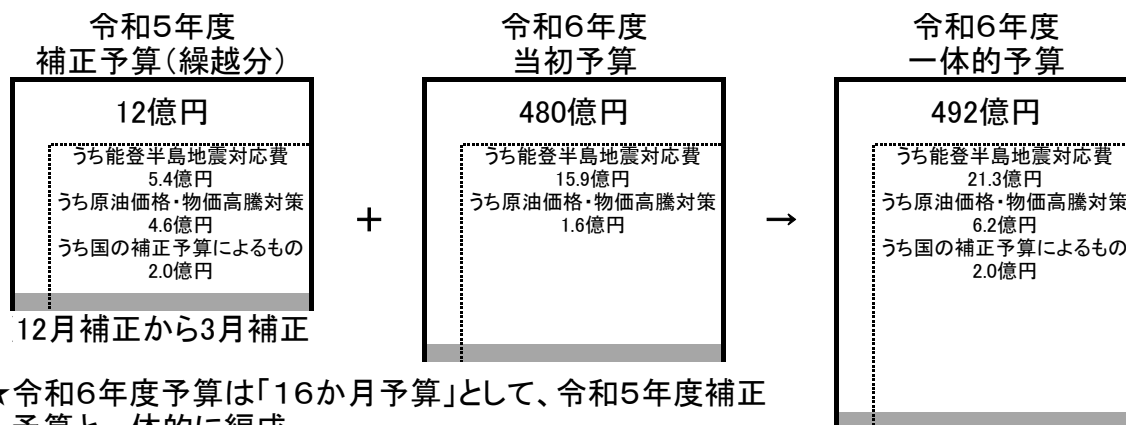 令和5年度
補正予算（繰越分）
12億円
うち能登半島地震対応費
5.4億円
うち原油価格・物価高騰対策
4.6億円
うち国の補正予算によるもの
2.0億円
12月補正から3月補正
＋
令和6年度
当初予算
480億円
うち能登半島地震対応費
15.9億円
うち原油価格・物価高騰対策
1.6億円
→
令和6年度
一体的予算
492億円
うち能登半島地震対応費
21.3億円
うち原油価格・物価高騰対策
6.2億円
うち国の補正予算によるもの
2.0億円
★令和6年度予算は「16か月予算」として、令和5年度補正
予算と一体的に編成